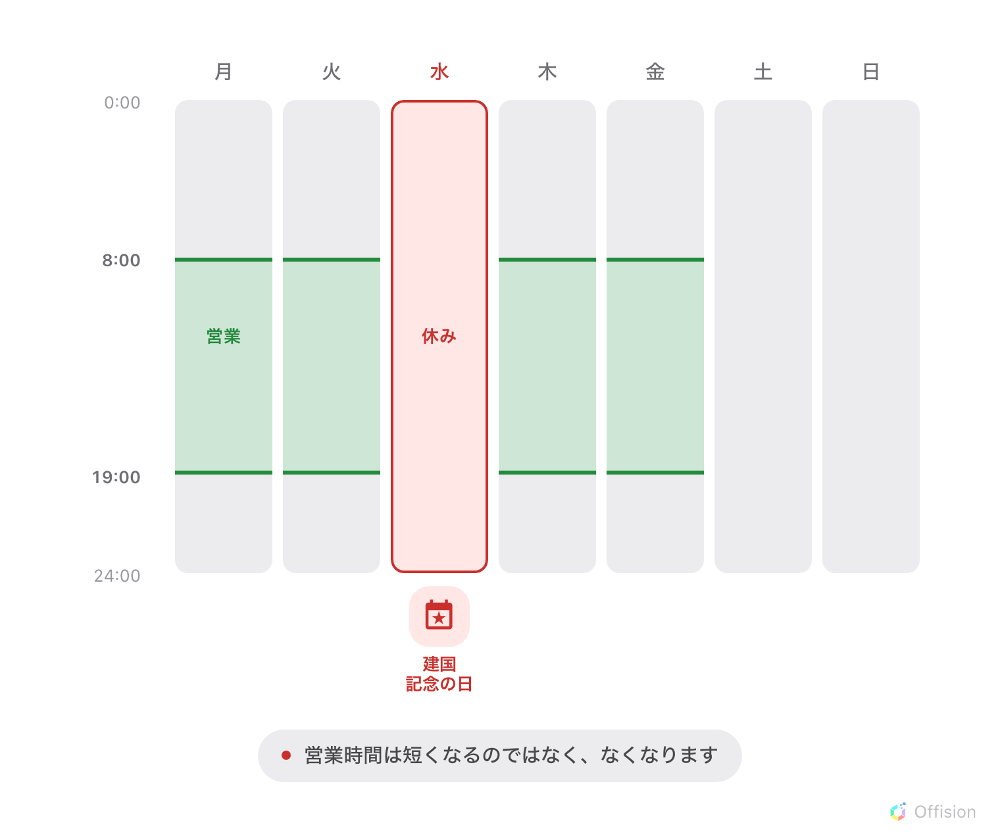 月 火 水 木 金 土 日
0:00
8:00
営業 休み
19:00
24:00
建国
記念の日
営業時間は短くなるのではなく、なくなります
Offision